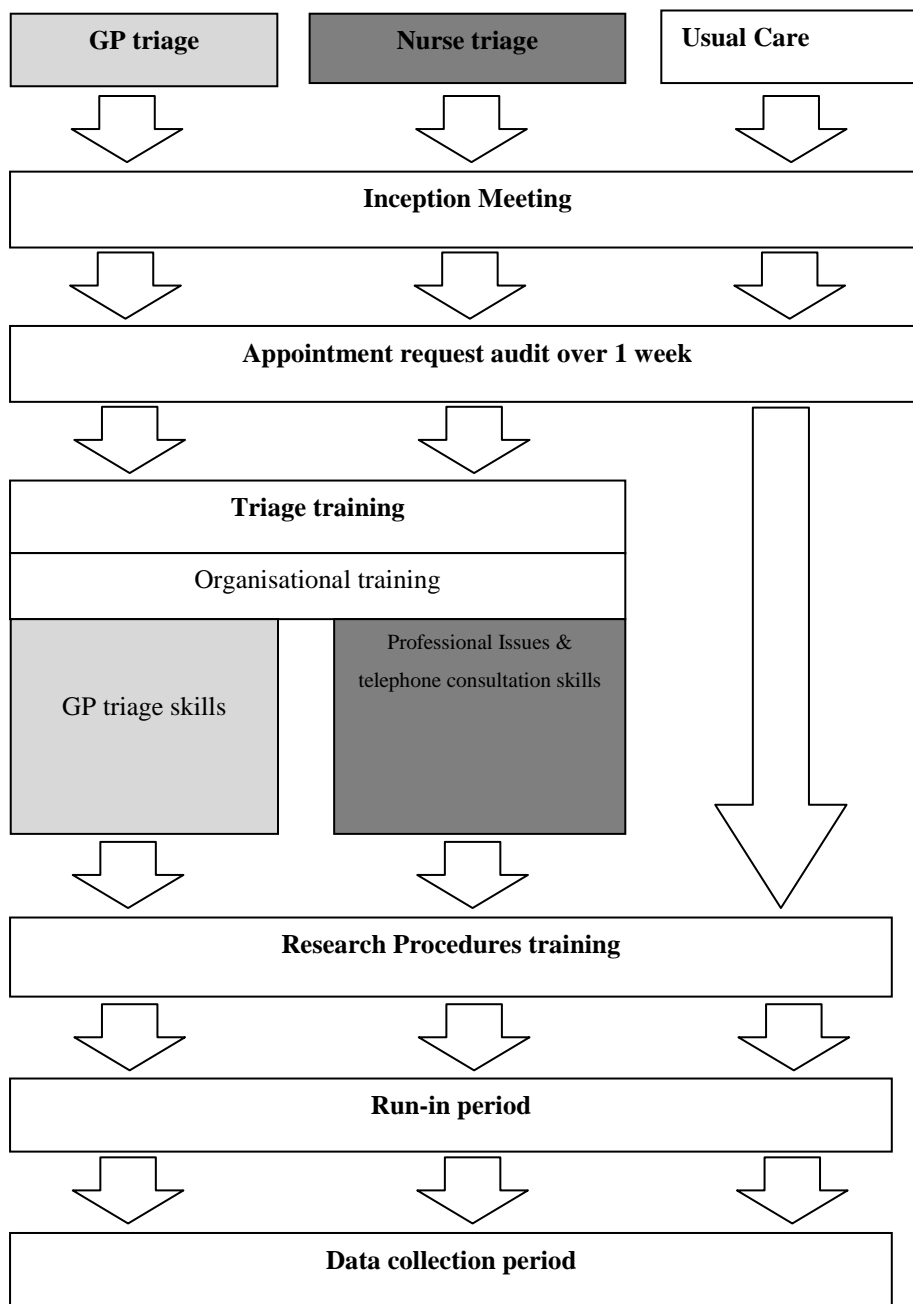 GP triage
Nurse triage
Usual Care
Inception Meeting
Appointment request audit over 1 week
Triage training
Organisational training
GP triage skills
Professional Issues &
telephone consultation skills
Research Procedures training
Run-in period
Data collection period